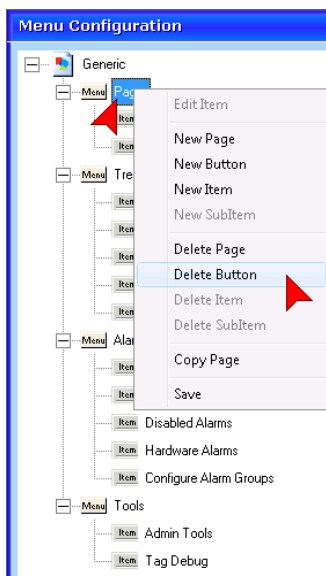 Menu Configuration
Generic
Menu
Item
Item
Menu Tre
Item
Item
Item
Item
Item
Menu Alar
Item
Item
Item Disabled Alarms
Item Hardware Alarms
Item Configure Alarm Groups
Menu Tools
Item Admin Tools
Item Tag Debug
Edit Item
New Page
New Button
New Item
New SubItem
Delete Page
Delete Button
Delete Item
Delete SubItem
Copy Page
Save